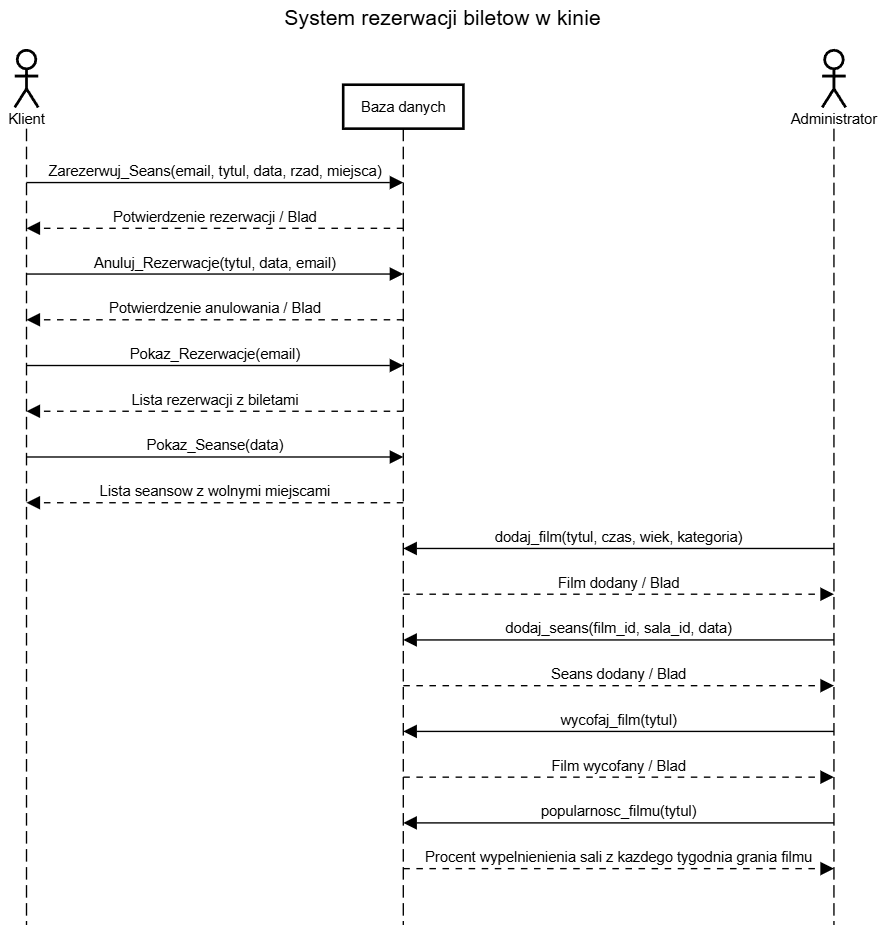 System rezerwacji biletow w kinie
Klient
Baza danych
Administrator
Zarezerwuj_Seans(email, tytul, data, rzad, miejsca)
Potwierdzenie rezerwacji / Blad
Anuluj_Rezerwacje(tytul, data, email)
Potwierdzenie anulowania / Blad
Pokaz_Rezerwacje(email)
Lista rezerwacji z biletami
Pokaz_Seanse(data)
Lista seansow z wolnymi miejscami
dodaj_film(tytul, czas, wiek, kategoria)
Film dodany / Blad
dodaj_seans(film_id, sala_id, data)
Seans dodany / Blad
wycofaj_film(tytul)
Film wycofany / Blad
popularnosc_filmu(tytul)
Procent wypelnienienia sali z kazdego tygodnia grania filmu